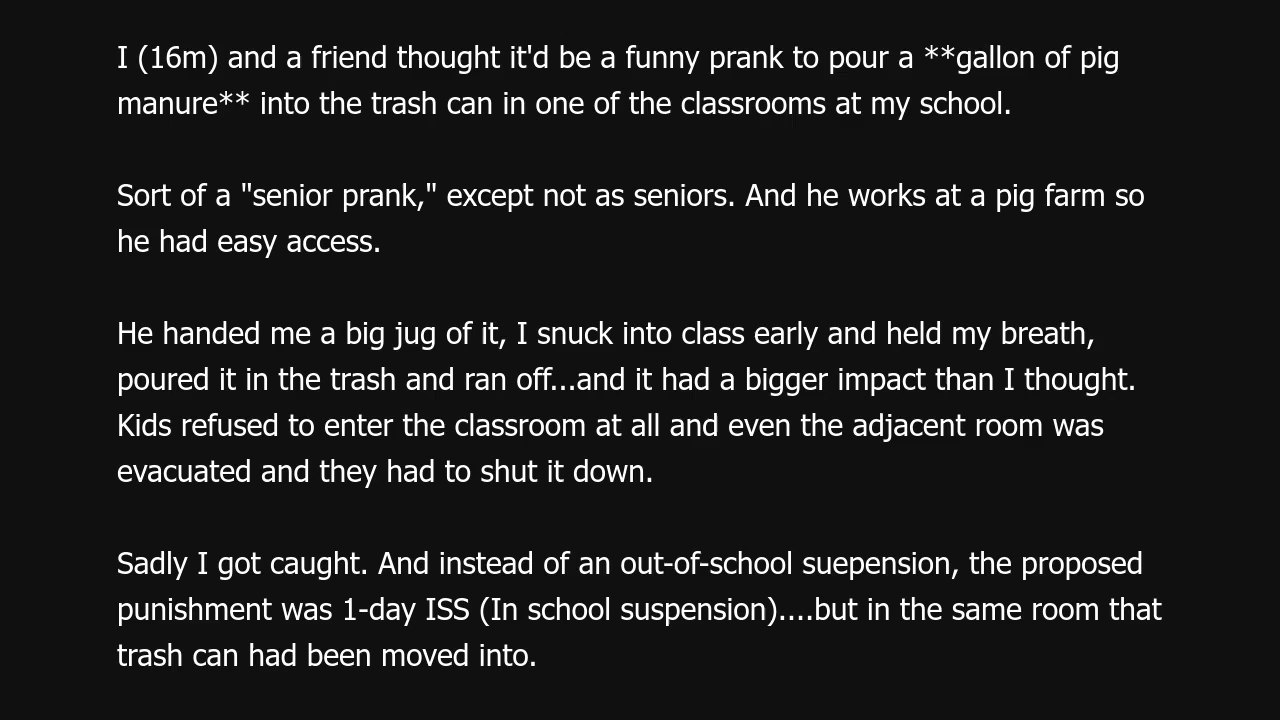 I (16m) and a friend thought it'd be a funny prank to pour a **gallon of pig
manure** into the trash can in one of the classrooms at my school.
Sort of a "senior prank," except not as seniors. And he works at a pig farm so
he had easy access.
He handed me a big jug of it, I snuck into class early and held my breath,
poured it in the trash and ran off...and it had a bigger impact than I thought.
Kids refused to enter the classroom at all and even the adjacent room was
evacuated and they had to shut it down.
Sadly I got caught. And instead of an out-of-school suepension, the proposed
punishment was 1-day ISS (In school suspension)....but in the same room that
trash can had been moved into.